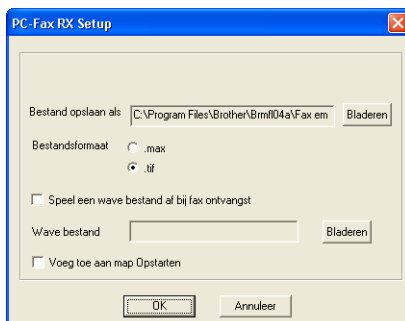 PC-Fax RX Setup
Bestand opslaan als C:\Program Files\Brother\Brmfl04a\Fax em Bladeren
Bestandsformaat .max
.tif
Speel een wave bestand af bij fax ontvangst
Wave bestand Bladeren
Voeg toe aan map Opstarten
OK Annuleer